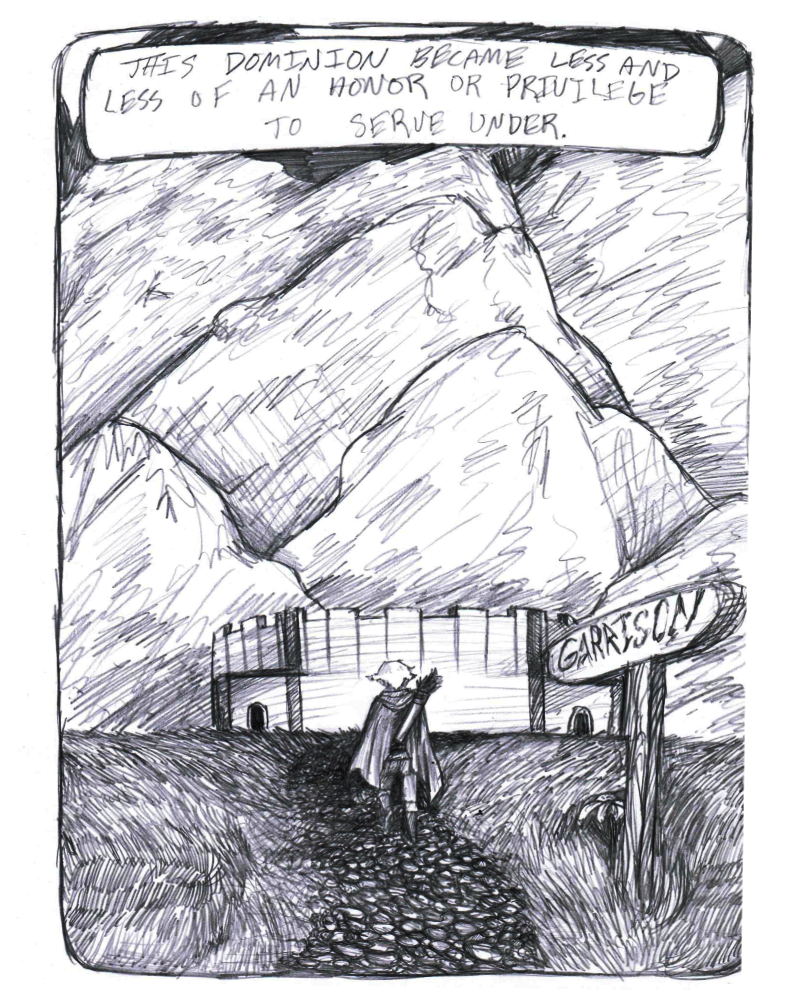 THIS DOMINION BECAME LESS AND
LESS OF AN HONOR OR PRIVILEGE
TO SERVE UNDER.
GARRISON